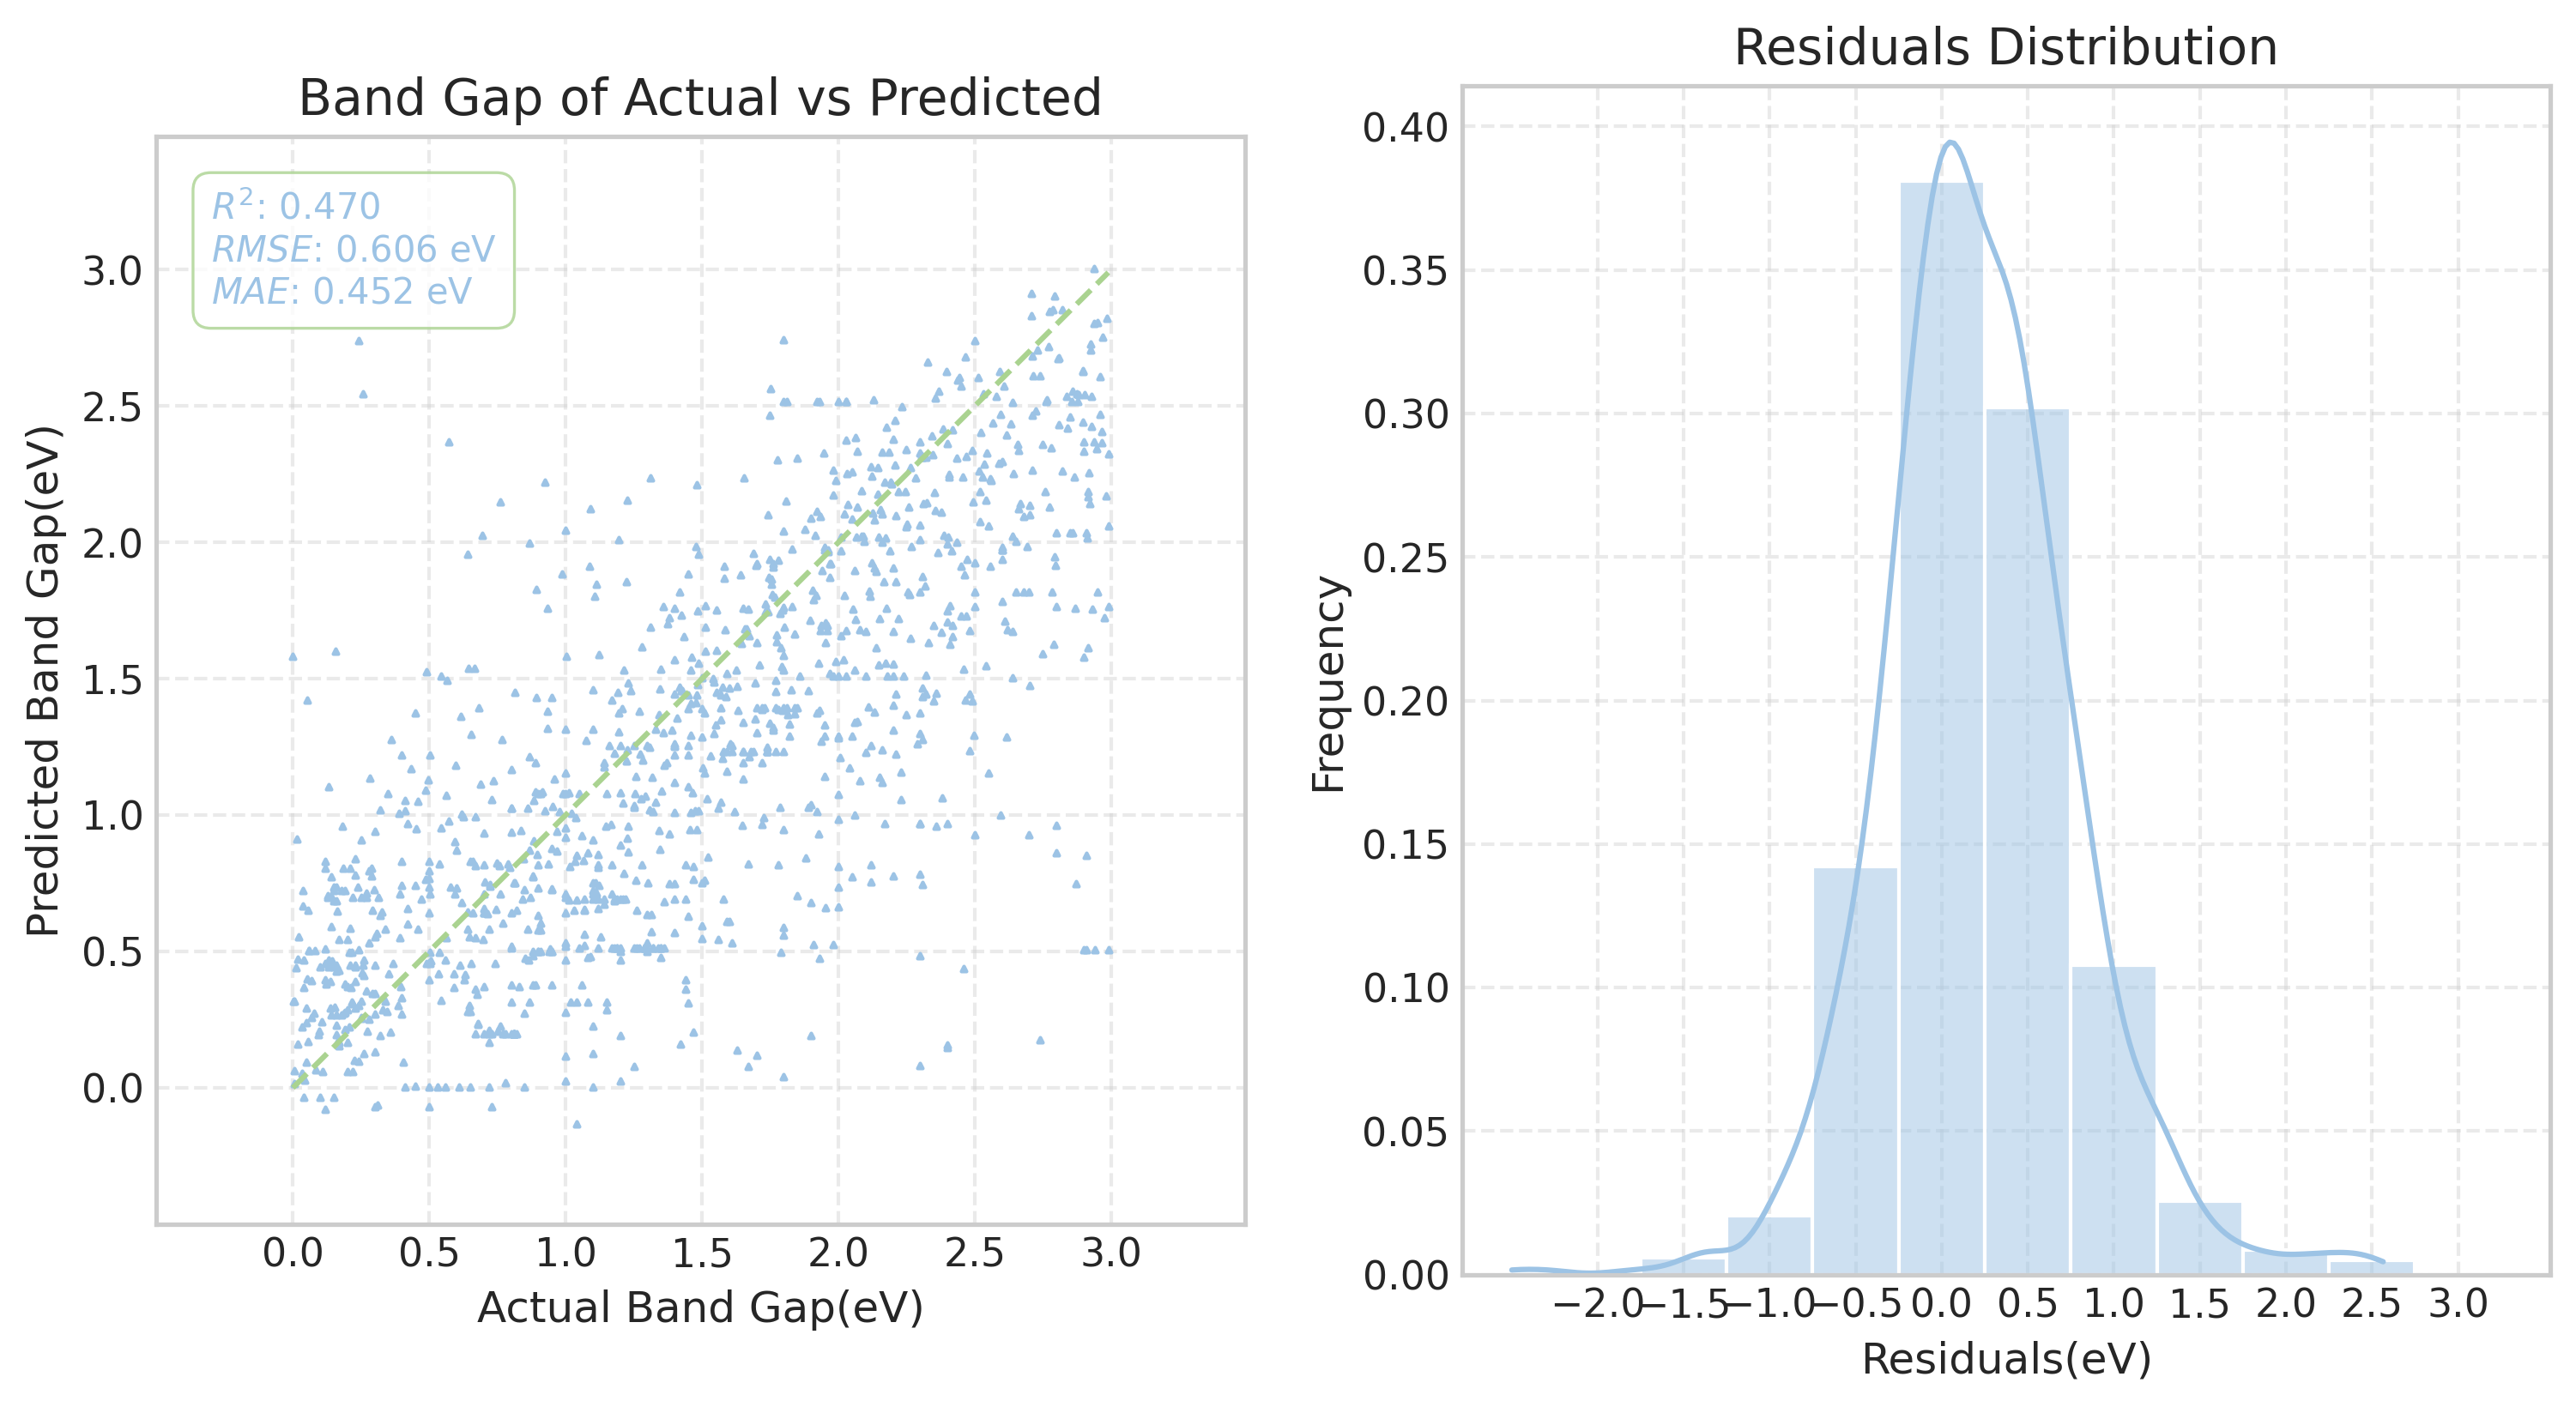 Band Gap of Actual vs Predicted
R²: 0.470
RMSE: 0.606 eV
MAE: 0.452 eV
Predicted Band Gap(eV)
3.0
2.5
2.0
1.5
1.0
0.5
0.0
0.0 0.5 1.0 1.5 2.0 2.5 3.0
Actual Band Gap(eV)
Residuals Distribution
Frequency
0.40
0.35
0.30
0.25
0.20
0.15
0.10
0.05
0.00
−2.0 −1.5 −1.0 −0.5 0.0 0.5 1.0 1.5 2.0 2.5 3.0
Residuals(eV)